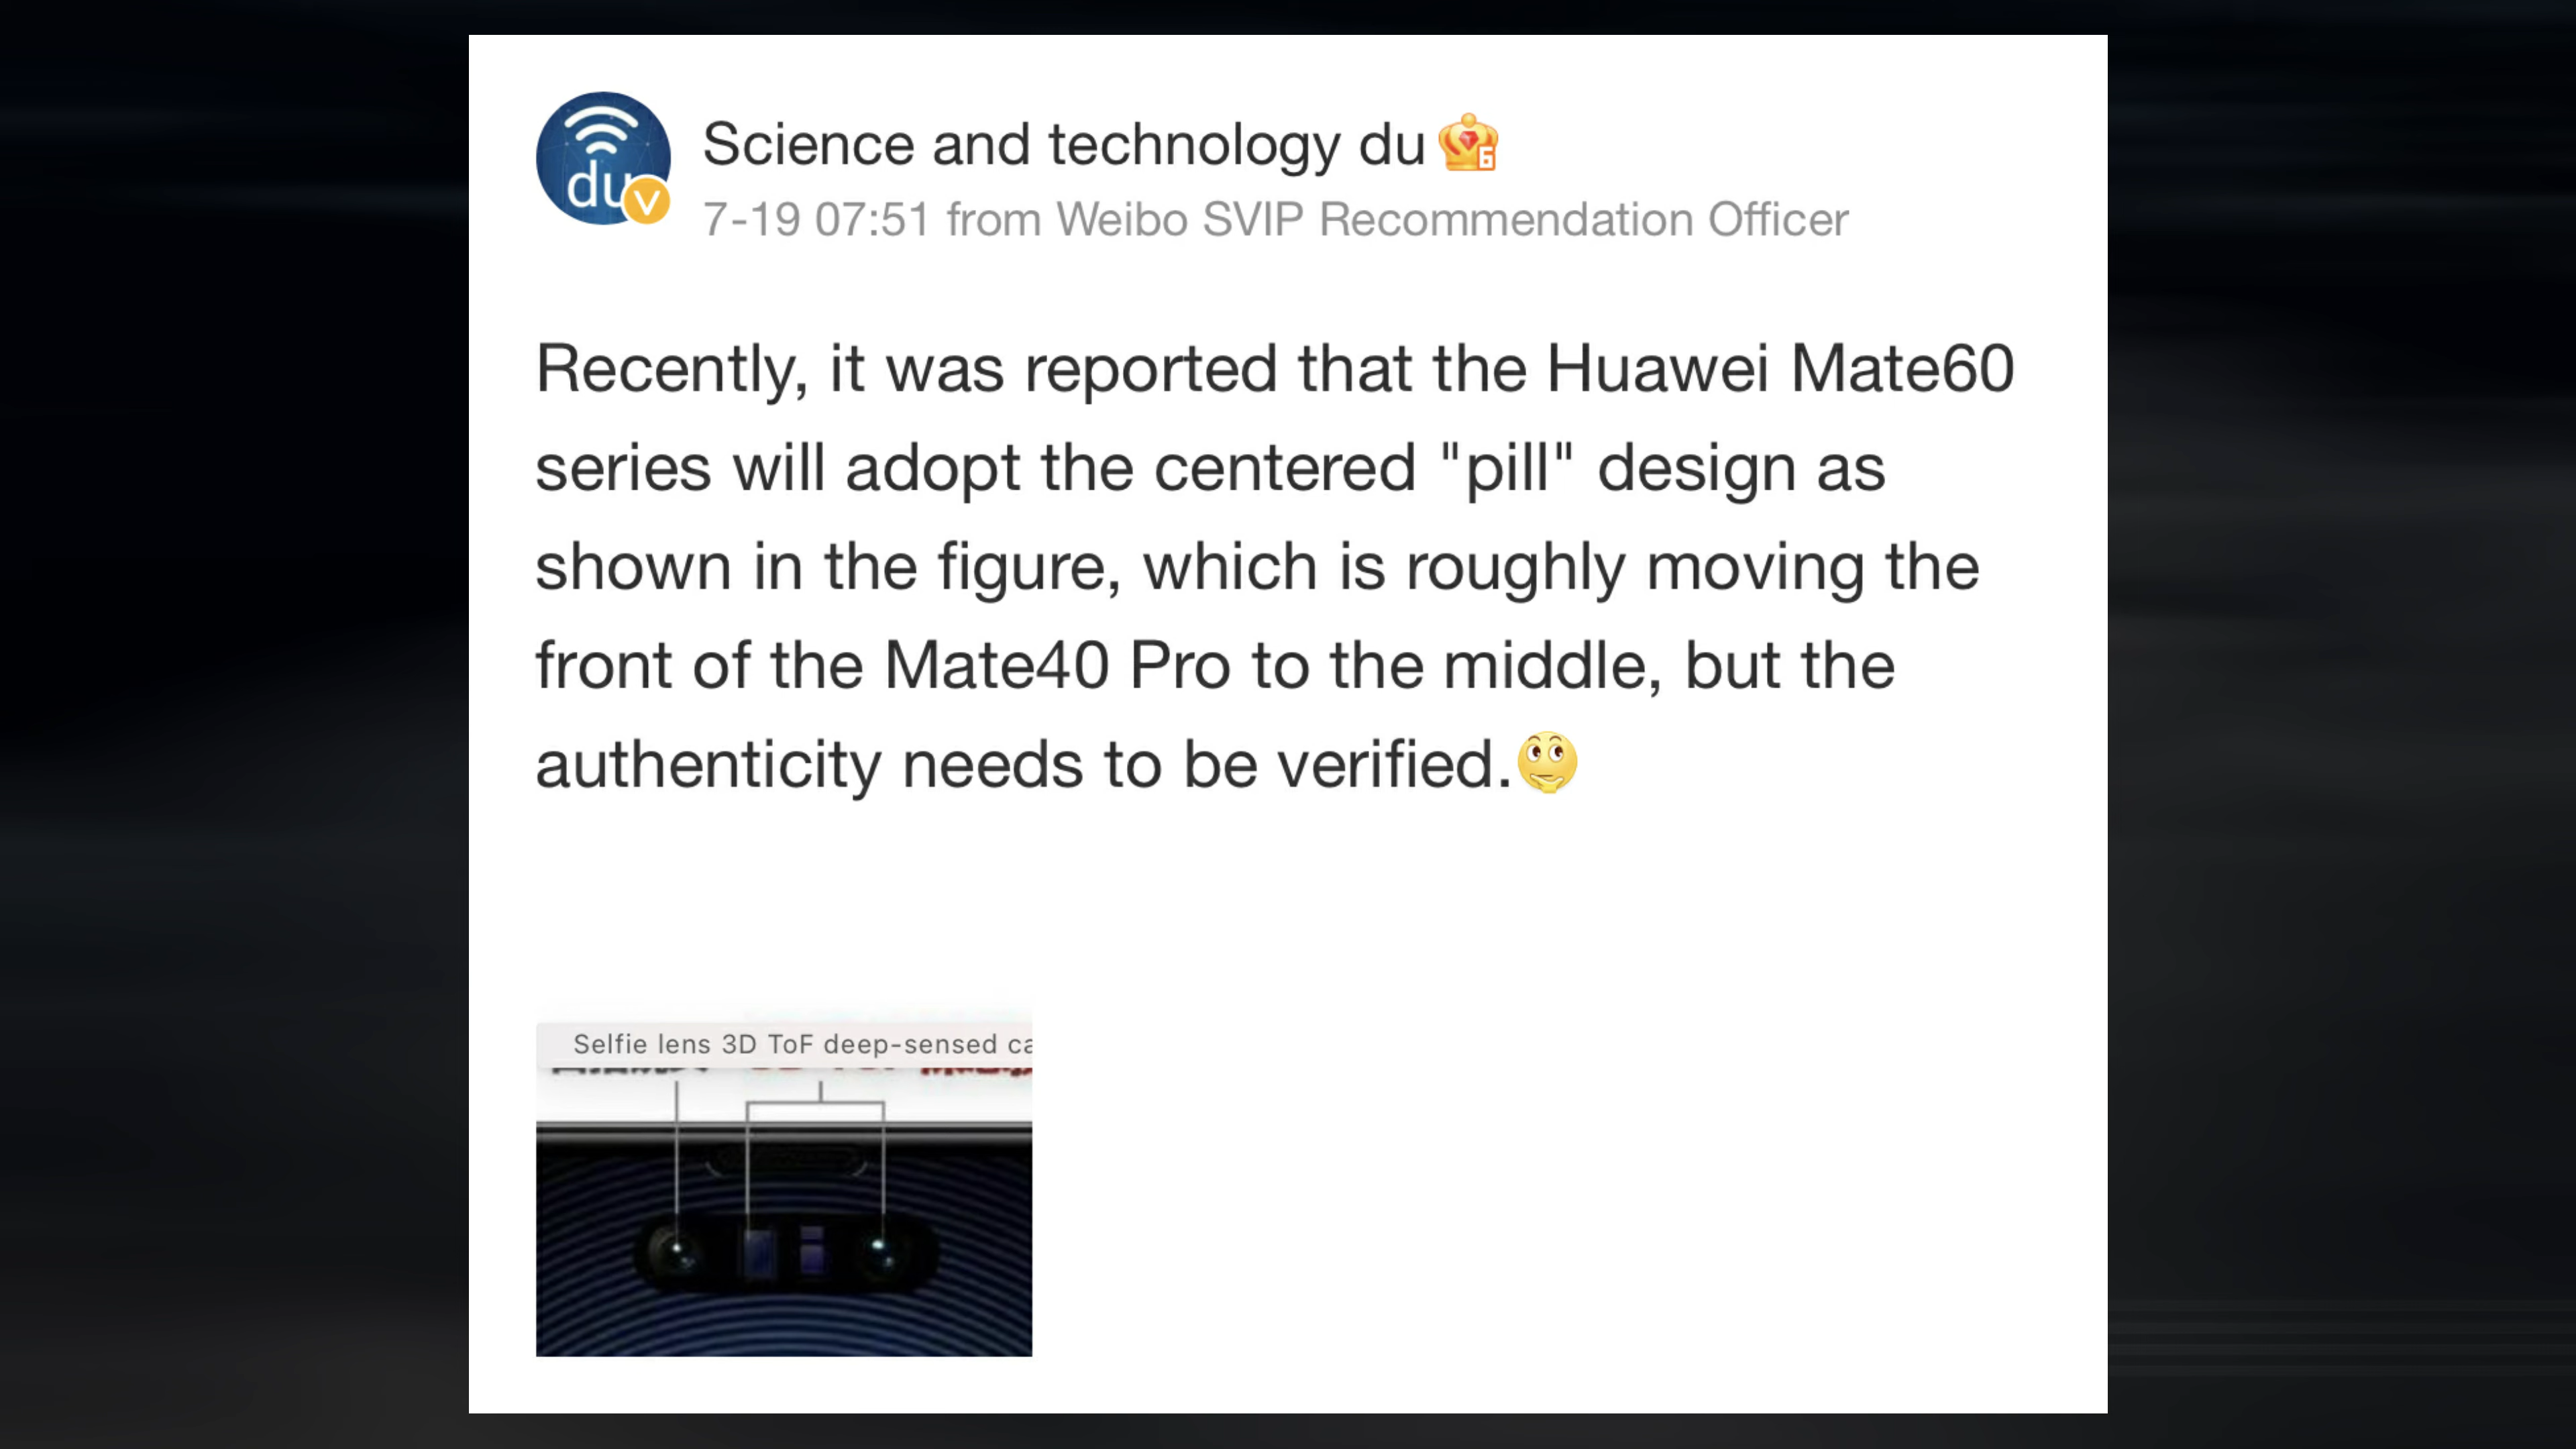 du
V
Science and technology du
6
7-19 07:51 from Weibo SVIP Recommendation Officer
Recently, it was reported that the Huawei Mate60
series will adopt the centered "pill" design as
shown in the figure, which is roughly moving the
front of the Mate40 Pro to the middle, but the
authenticity needs to be verified.
Selfie lens 3D ToF deep-sensed ca